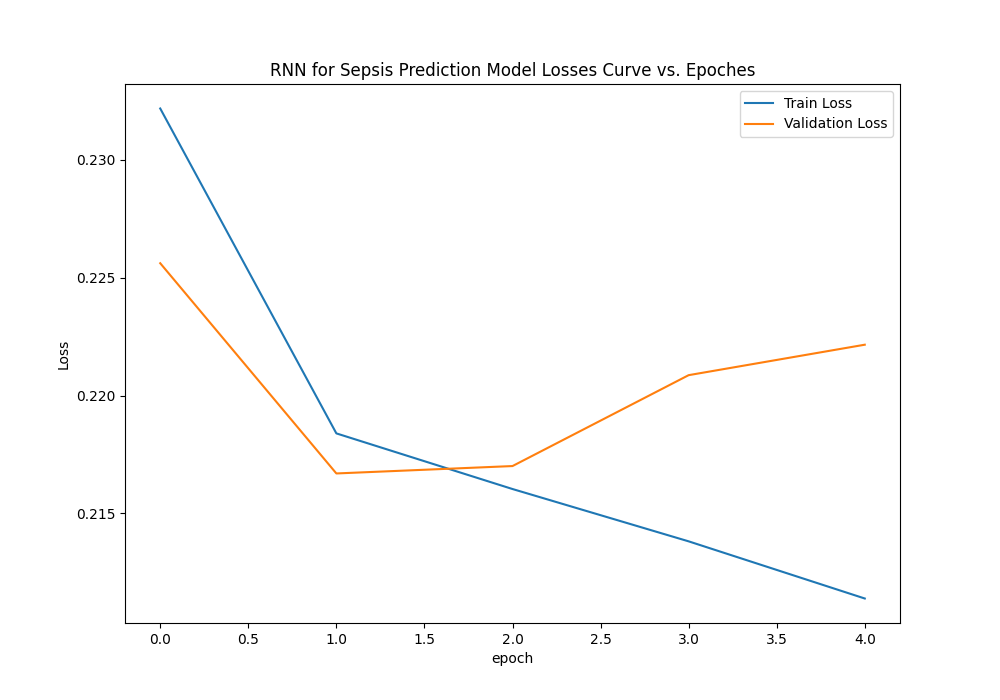 RNN for Sepsis Prediction Model Losses Curve vs. Epoches
Train Loss
Validation Loss
0.230
0.225
0.220
0.215
Loss
0.0 0.5 1.0 1.5 2.0 2.5 3.0 3.5 4.0
epoch